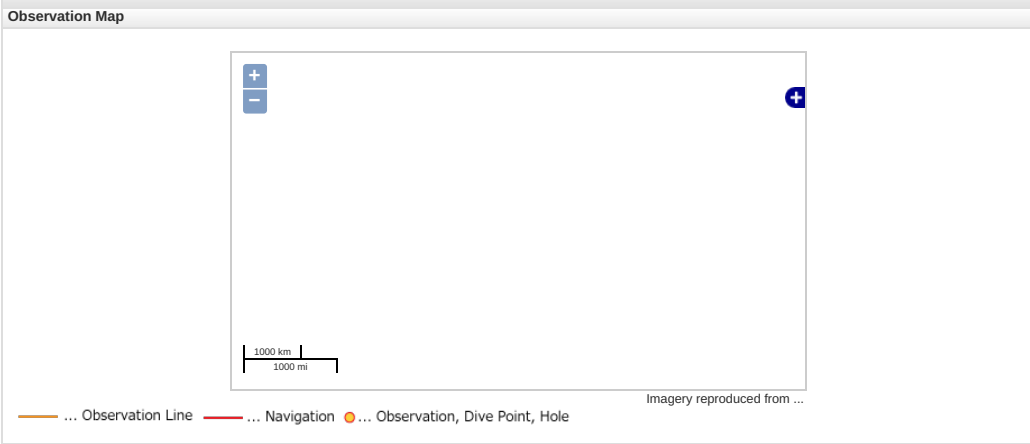 Observation Map
+
−
+
1000 km
1000 mi
Imagery reproduced from ...
... Observation Line ... Navigation ... Observation, Dive Point, Hole